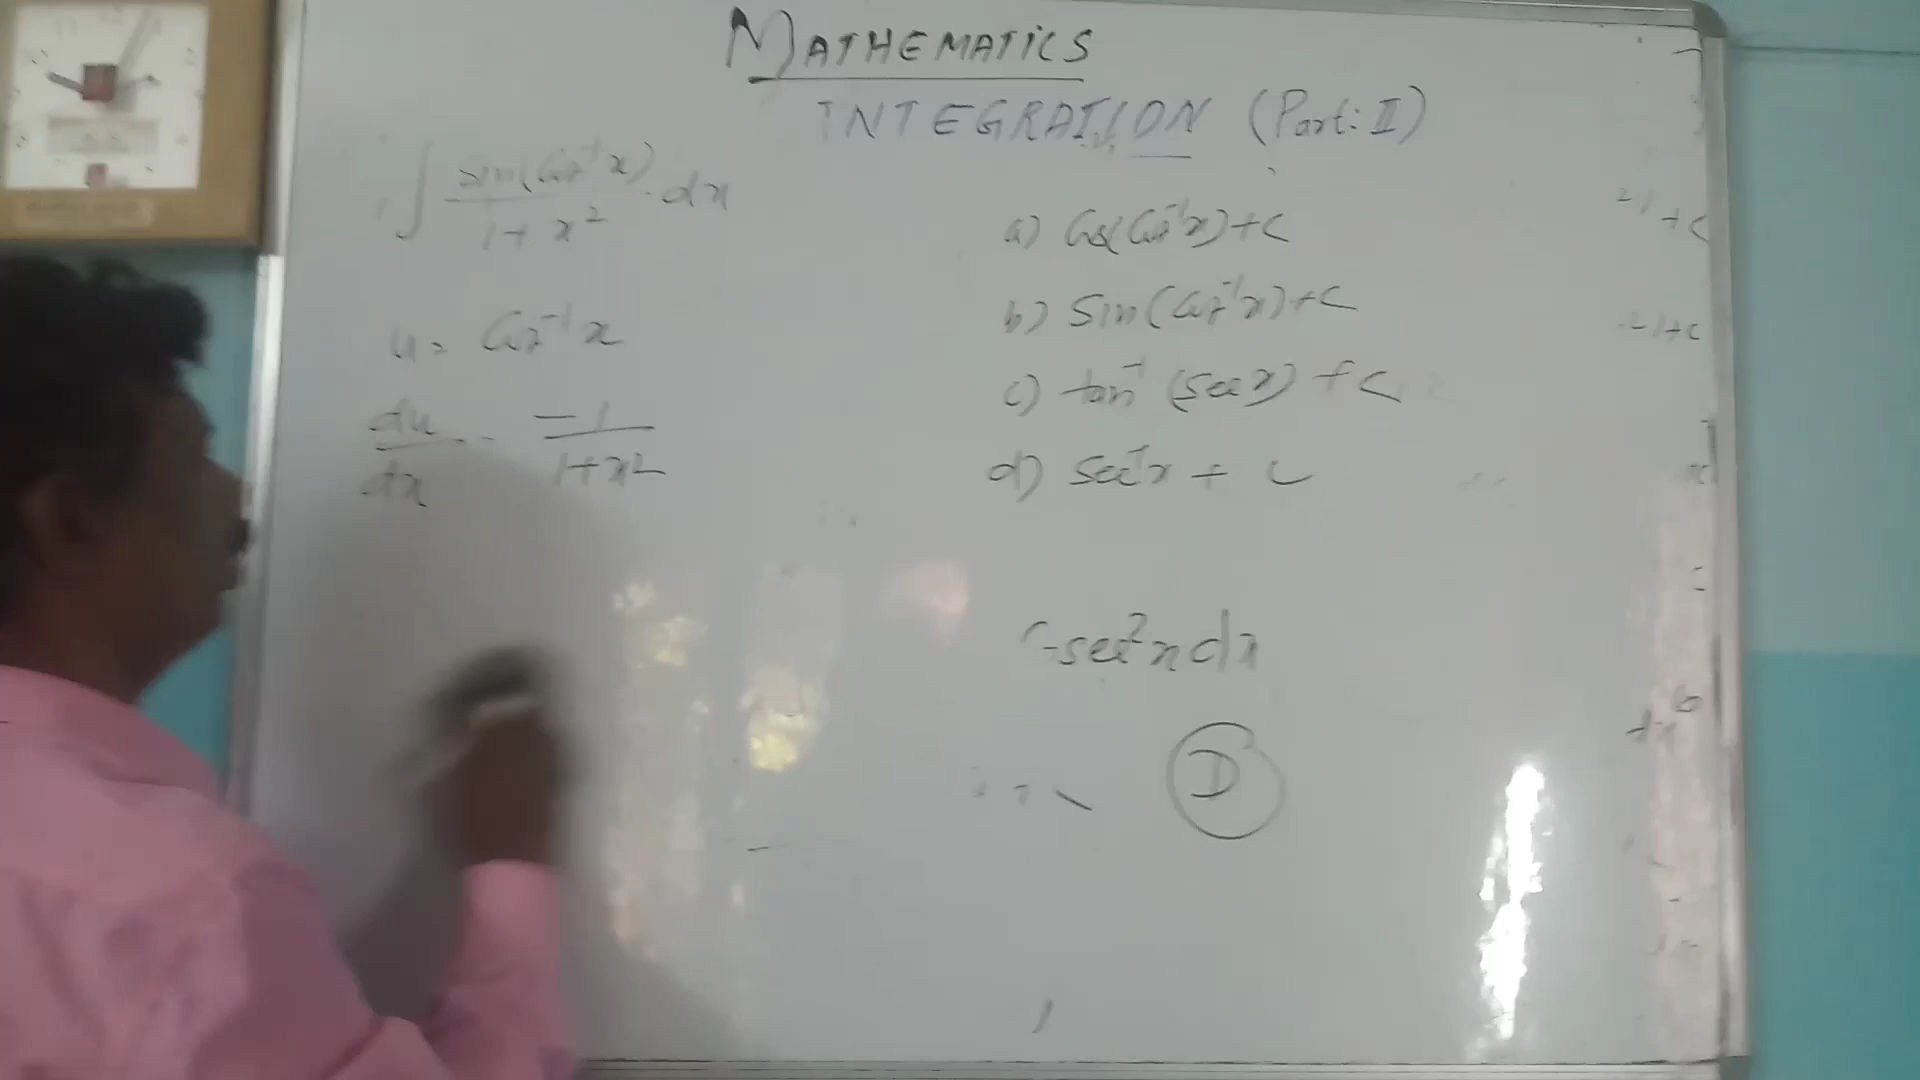 MATHEMATICS
INTEGRATION (Part: II)
∫ sin(Cot⁻¹x) / 1 + x² . dx
u = Cot⁻¹x
du/dx = -1 / 1+x²
a) Cos(Cot⁻¹x)+C
b) Sin(Cot⁻¹x)+C
c) tan⁻¹(Sec x) + C
d) Sec⁻¹x + C
-sec²x dx
D